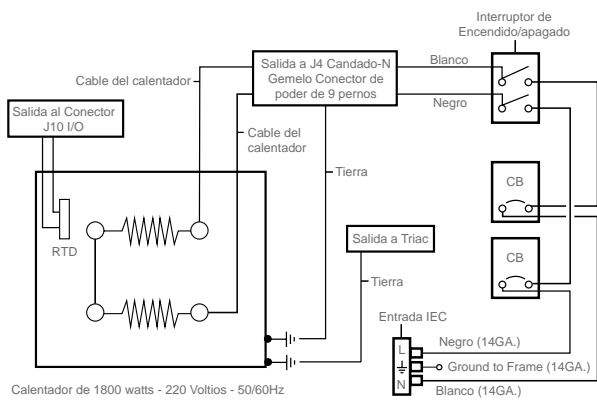 Interruptor de
Encendido/apagado
Salida a J4 Candado-N
Gemelo Conector de
poder de 9 pernos
Blanco
Negro
Cable del calentador
Salida al Conector
J10 I/O
Cable del
calentador
Tierra
CB
RTD
Salida a Triac
CB
Tierra
Entrada IEC
L
N
Negro (14GA.)
Ground to Frame (14GA.)
Blanco (14GA.)
Calentador de 1800 watts - 220 Voltios - 50/60Hz